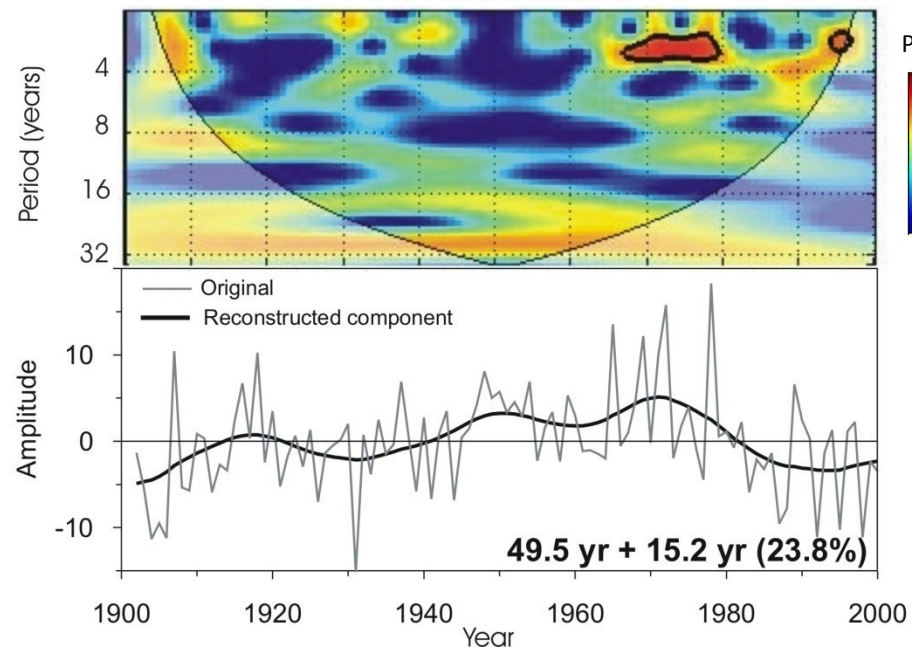 P
Period (years)
4
8
16
32
Original
Reconstructed component
Amplitude
10
0
-10
49.5 yr + 15.2 yr (23.8%)
1900 1920 1940 1960 1980 2000
Year